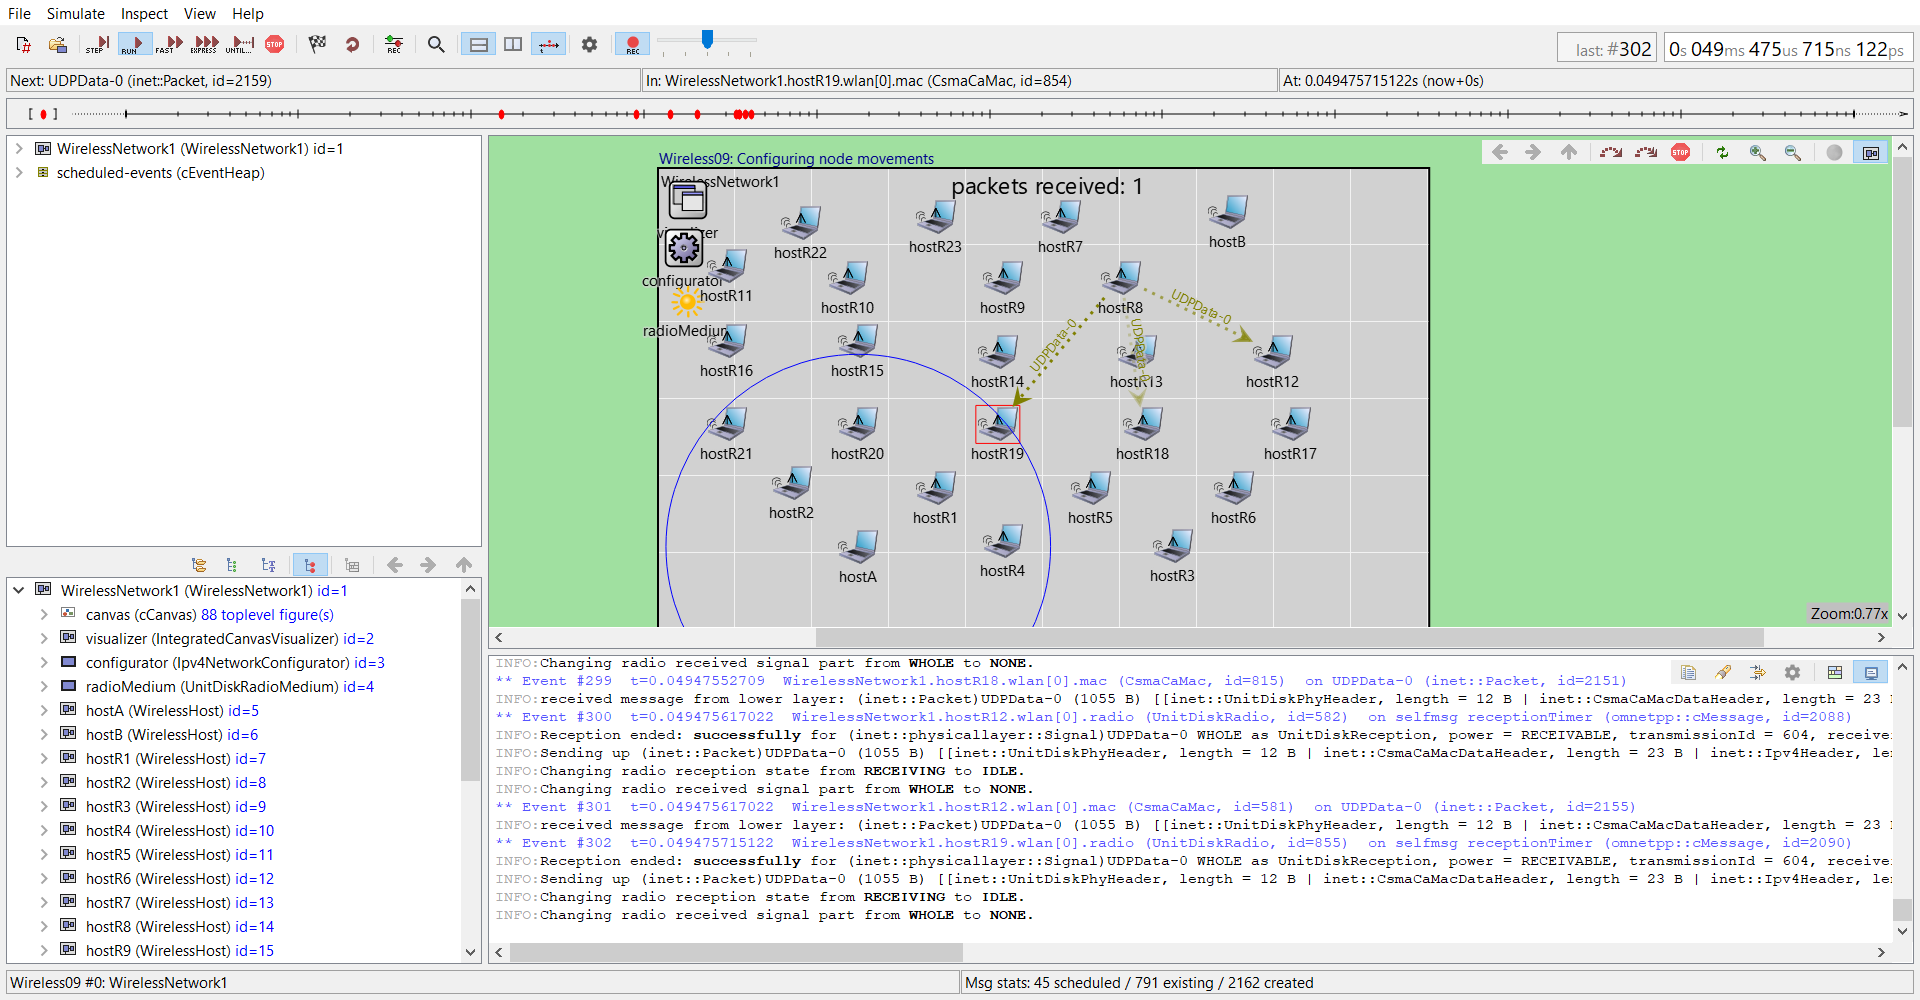 File Simulate Inspect View Help
STEP RUN FAST EXPRESS UNTIL... STOP REC REC
last: #302 0s 049ms 475us 715ns 122ps
Next: UDPData-0 (inet::Packet, id=2159) In: WirelessNetwork1.hostR19.wlan[0].mac (CsmaCaMac, id=854) At: 0.049475715122s (now+0s)
WirelessNetwork1 (WirelessNetwork1) id=1
scheduled-events (cEventHeap)
WirelessNetwork1 (WirelessNetwork1) id=1
canvas (cCanvas) 88 toplevel figure(s)
visualizer (IntegratedCanvasVisualizer) id=2
configurator (Ipv4NetworkConfigurator) id=3
radioMedium (UnitDiskRadioMedium) id=4
hostA (WirelessHost) id=5
hostB (WirelessHost) id=6
hostR1 (WirelessHost) id=7
hostR2 (WirelessHost) id=8
hostR3 (WirelessHost) id=9
hostR4 (WirelessHost) id=10
hostR5 (WirelessHost) id=11
hostR6 (WirelessHost) id=12
hostR7 (WirelessHost) id=13
hostR8 (WirelessHost) id=14
hostR9 (WirelessHost) id=15
Wireless09: Configuring node movements
STOP
WirelessNetwork1
packets received: 1
visualizer
hostR22 hostR23 hostR7 hostB
configurator
hostR11 hostR10 hostR9 hostR8
UDPData-0
UDPData-0
UDPData-0
radioMedium
hostR16 hostR15 hostR14 hostR13 hostR12
hostR21 hostR20 hostR19 hostR18 hostR17
hostR2 hostR1 hostR5 hostR6
hostA hostR4 hostR3
Zoom:0.77x
INFO:Changing radio received signal part from WHOLE to NONE.
** Event #299 t=0.04947552709 WirelessNetwork1.hostR18.wlan[0].mac (CsmaCaMac, id=815) on UDPData-0 (inet::Packet, id=2151)
INFO:received message from lower layer: (inet::Packet)UDPData-0 (1055 B) [[inet::UnitDiskPhyHeader, length = 12 B | inet::CsmaCaMacDataHeader, length = 23 B
** Event #300 t=0.049475617022 WirelessNetwork1.hostR12.wlan[0].radio (UnitDiskRadio, id=582) on selfmsg receptionTimer (omnetpp::cMessage, id=2088)
INFO:Reception ended: successfully for (inet::physicallayer::Signal)UDPData-0 WHOLE as UnitDiskReception, power = RECEIVABLE, transmissionId = 604, receive
INFO:Sending up (inet::Packet)UDPData-0 (1055 B) [[inet::UnitDiskPhyHeader, length = 12 B | inet::CsmaCaMacDataHeader, length = 23 B | inet::Ipv4Header, le
INFO:Changing radio reception state from RECEIVING to IDLE.
INFO:Changing radio received signal part from WHOLE to NONE.
** Event #301 t=0.049475617022 WirelessNetwork1.hostR12.wlan[0].mac (CsmaCaMac, id=581) on UDPData-0 (inet::Packet, id=2155)
INFO:received message from lower layer: (inet::Packet)UDPData-0 (1055 B) [[inet::UnitDiskPhyHeader, length = 12 B | inet::CsmaCaMacDataHeader, length = 23 B
** Event #302 t=0.049475715122 WirelessNetwork1.hostR19.wlan[0].radio (UnitDiskRadio, id=855) on selfmsg receptionTimer (omnetpp::cMessage, id=2090)
INFO:Reception ended: successfully for (inet::physicallayer::Signal)UDPData-0 WHOLE as UnitDiskReception, power = RECEIVABLE, transmissionId = 604, receive
INFO:Sending up (inet::Packet)UDPData-0 (1055 B) [[inet::UnitDiskPhyHeader, length = 12 B | inet::CsmaCaMacDataHeader, length = 23 B | inet::Ipv4Header, le
INFO:Changing radio reception state from RECEIVING to IDLE.
INFO:Changing radio received signal part from WHOLE to NONE.
Wireless09 #0: WirelessNetwork1 Msg stats: 45 scheduled / 791 existing / 2162 created